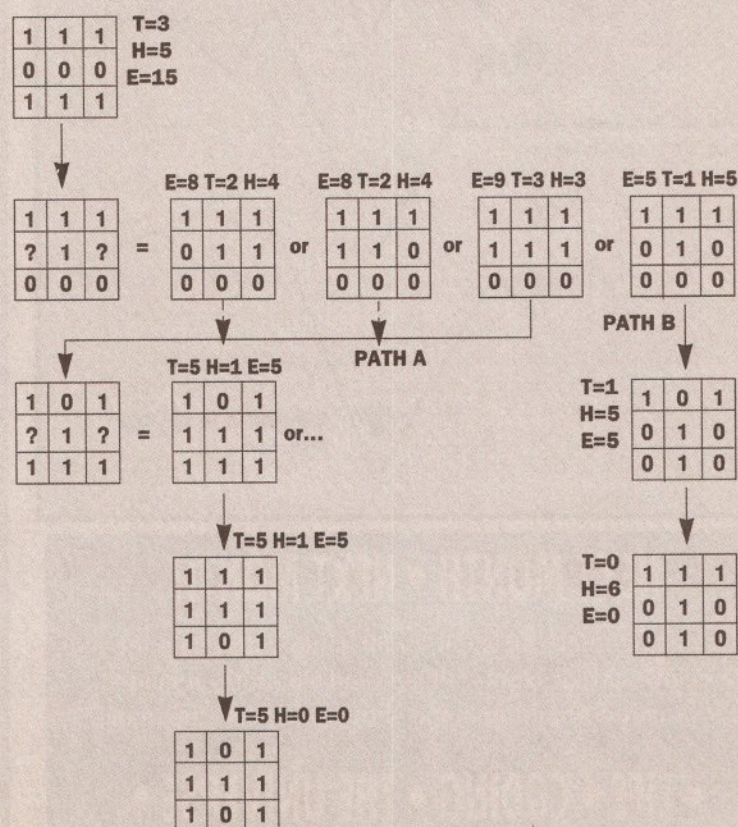 1 1 1 T=3
H=5
0 0 0 E=15
1 1 1
E=8 T=2 H=4 E=8 T=2 H=4 E=9 T=3 H=3 E=5 T=1 H=5
1 1 1 1 1 1 1 1 1 1 1 1 1 1 1
? 1 ? = 0 1 1 or 1 1 0 or 1 1 1 or 0 1 0
0 0 0 0 0 0 0 0 0 0 0 0 0 0 0
PATH B
PATH A
T=5 H=1 E=5 T=1
1 0 1 1 0 1 H=5 1 0 1
? 1 ? = 1 1 1 or... E=5 0 1 0
1 1 1 1 1 1 0 1 0
T=5 H=1 E=5 T=0
1 1 1 H=6 1 1 1
1 1 1 E=0 0 1 0
1 0 1 0 1 0
T=5 H=0 E=0
1 0 1
1 1 1
1 0 1